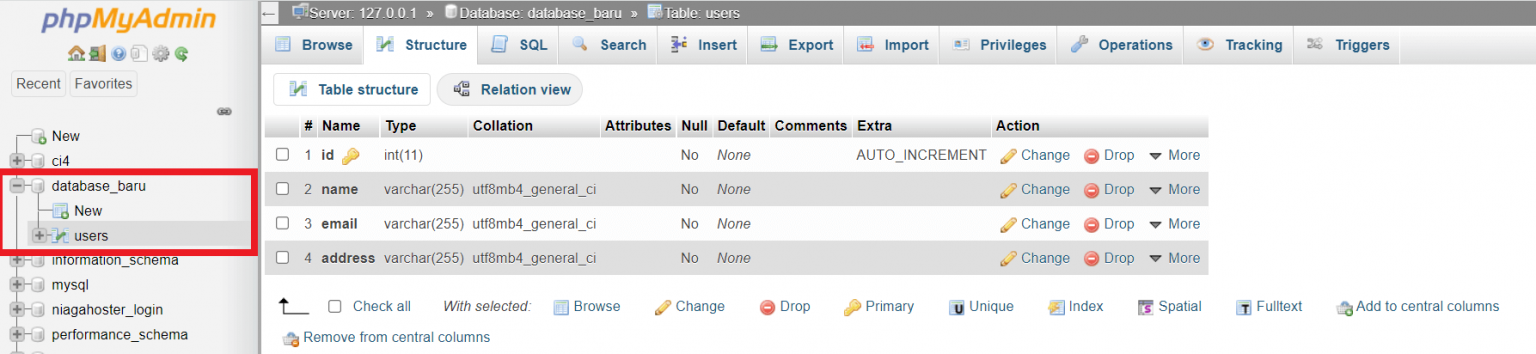 phpMyAdmin
Recent Favorites
New
ci4
database_baru
New
users
information_schema
mysql
niagahoster_login
performance_schema
Server: 127.0.0.1 » Database: database_baru » Table: users
Browse Structure SQL Search Insert Export Import Privileges Operations Tracking Triggers
Table structure Relation view
# Name Type Collation Attributes Null Default Comments Extra Action
1 id int(11) No None AUTO_INCREMENT Change Drop More
2 name varchar(255) utf8mb4_general_ci No None Change Drop More
3 email varchar(255) utf8mb4_general_ci No None Change Drop More
4 address varchar(255) utf8mb4_general_ci No None Change Drop More
Check all With selected: Browse Change Drop Primary Unique Index Spatial Fulltext Add to central columns
Remove from central columns